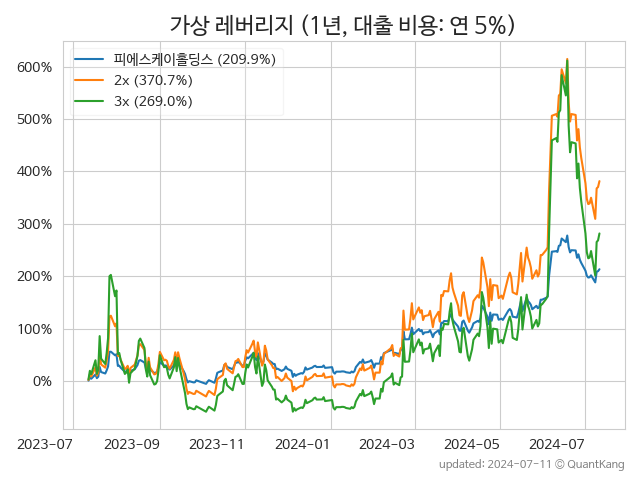 가상 레버리지 (1년, 대출 비용: 연 5%)
피에스케이홀딩스 (209.9%)
2x (370.7%)
3x (269.0%)
600%
500%
400%
300%
200%
100%
0%
2023-07 2023-09 2023-11 2024-01 2024-03 2024-05 2024-07
updated: 2024-07-11 © QuantKang